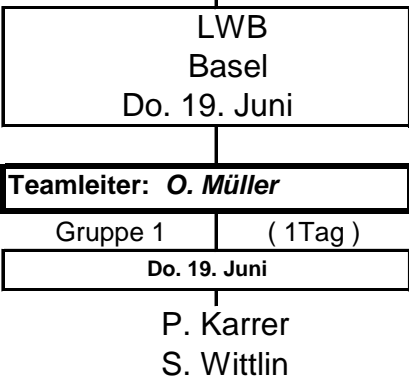 LWB
Basel
Do. 19. Juni
Teamleiter: O. Müller
Gruppe 1 ( 1Tag )
Do. 19. Juni
P. Karrer
S. Wittlin